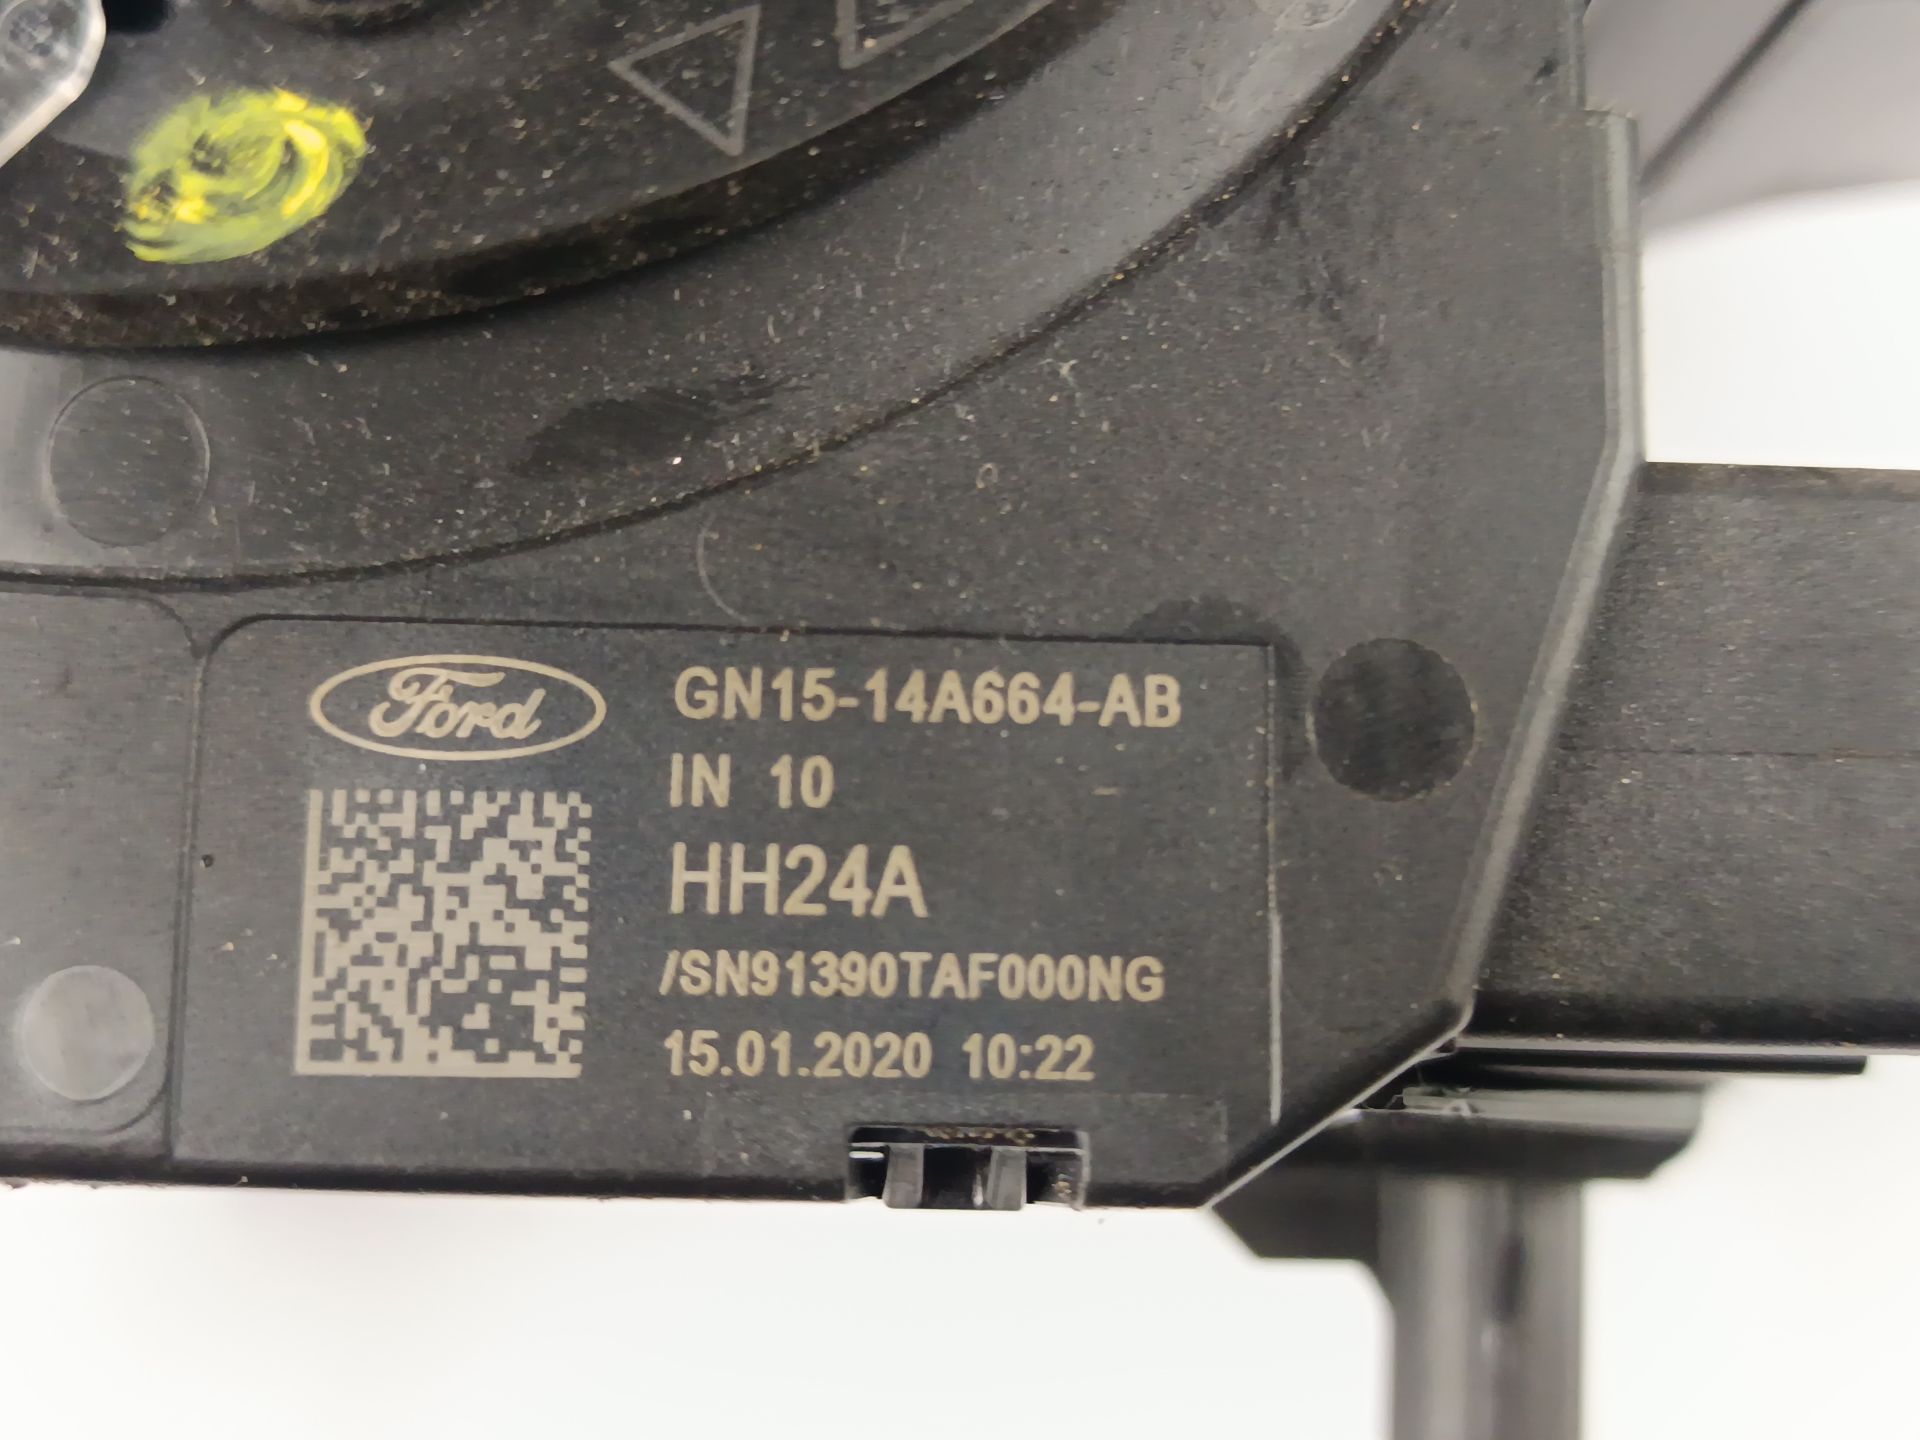 Ford
GN15-14A664-AB
IN 10
HH24A
/SN91390TAF000NG
15.01.2020 10:22